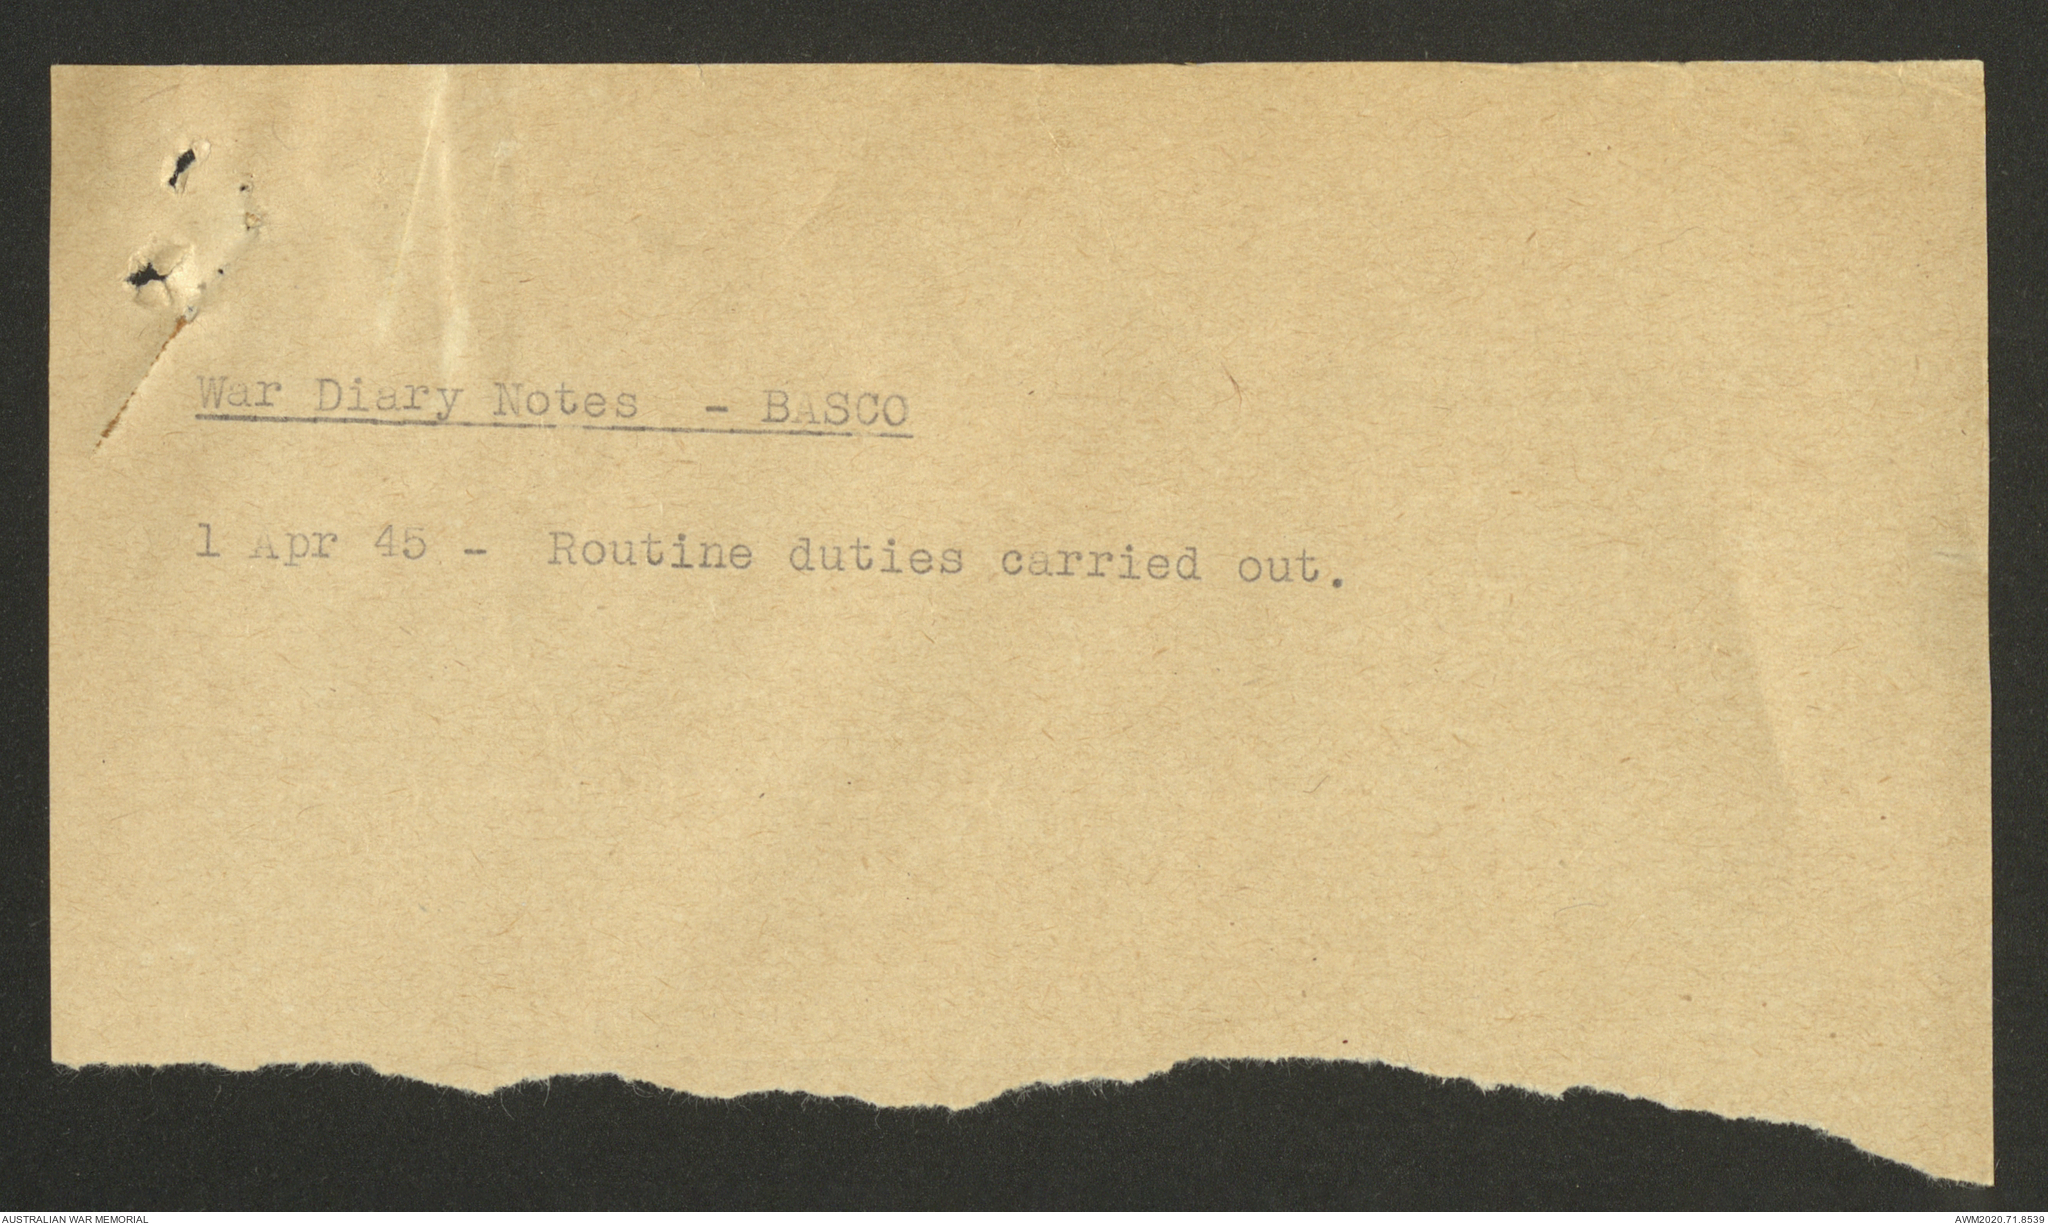 War Diary Notes - BASCO
1 Apr 45 - Routine duties carried out.
AUSTRALIAN WAR MEMORIAL
AWM2020.71.8539